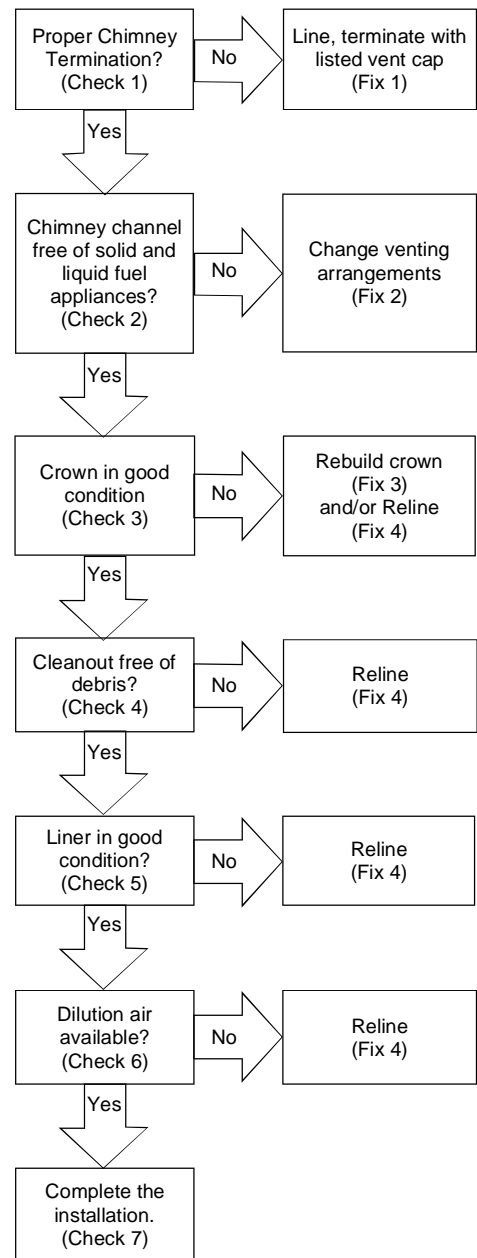 Proper Chimney
Termination?
(Check 1)
No
Line, terminate with
listed vent cap
(Fix 1)
Yes
Chimney channel
free of solid and
liquid fuel
appliances?
(Check 2)
No
Change venting
arrangements
(Fix 2)
Yes
Crown in good
condition
(Check 3)
No
Rebuild crown
(Fix 3)
and/or Reline
(Fix 4)
Yes
Cleanout free of
debris?
(Check 4)
No
Reline
(Fix 4)
Yes
Liner in good
condition?
(Check 5)
No
Reline
(Fix 4)
Yes
Dilution air
available?
(Check 6)
No
Reline
(Fix 4)
Yes
Complete the
installation.
(Check 7)